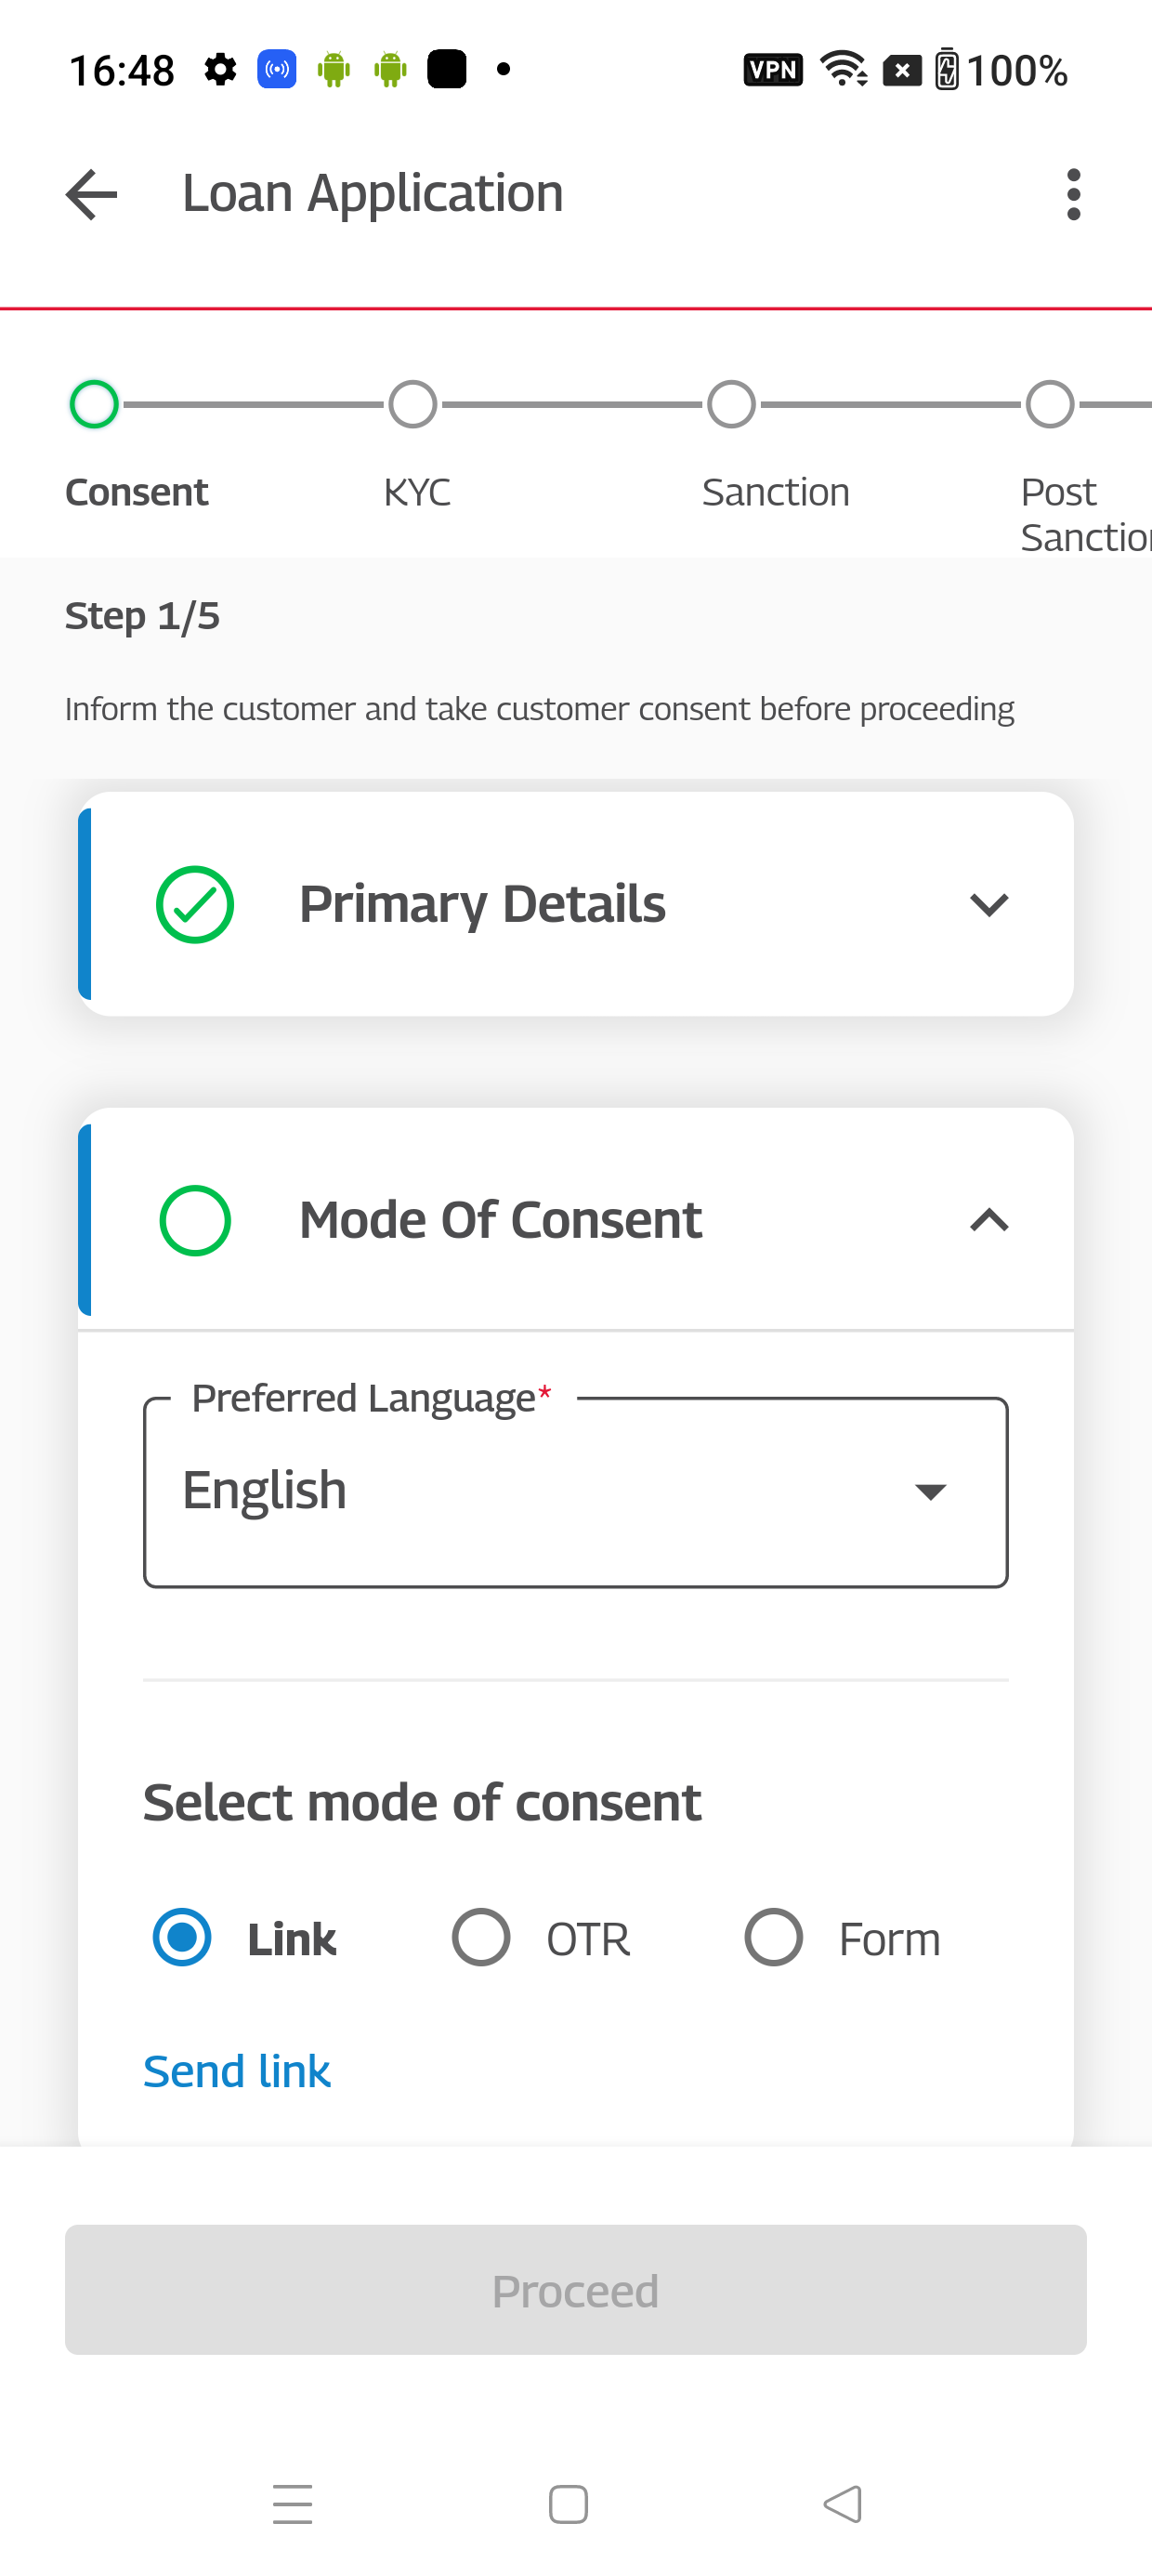 16:48
VPN
100%
Loan Application
Consent
KYC
Sanction
Post
Sanction
Step 1/5
Inform the customer and take customer consent before proceeding
Primary Details
Mode Of Consent
Preferred Language*
English
Select mode of consent
Link
OTR
Form
Send link
Proceed